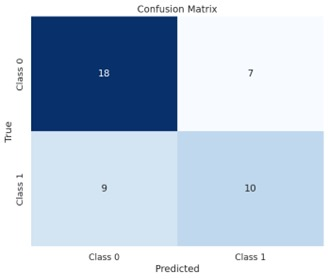 Confusion Matrix
True
Class 0
18
7
Class 1
9
10
Class 0
Class 1
Predicted